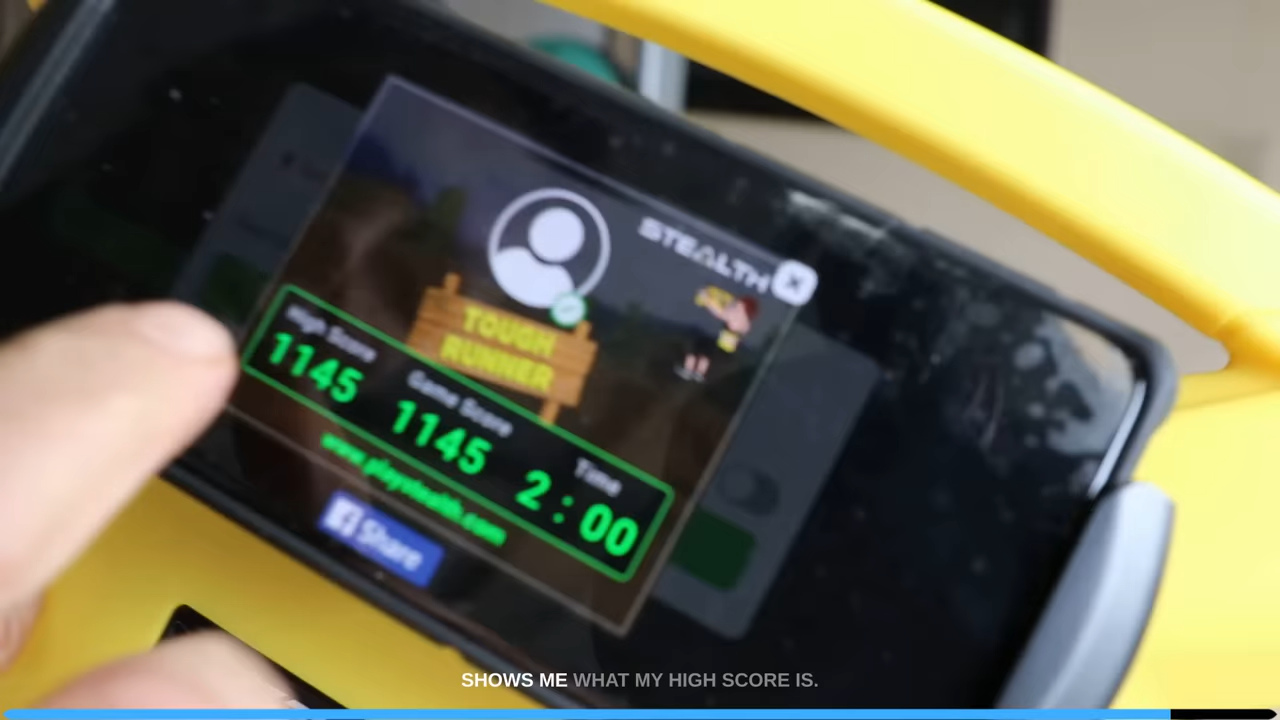 STEALTH
TOUGH
RUNNER
High Score
Game Score
Time
1145
1145
2:00
www.playstealth.com
Share
SHOWS ME WHAT MY HIGH SCORE IS.